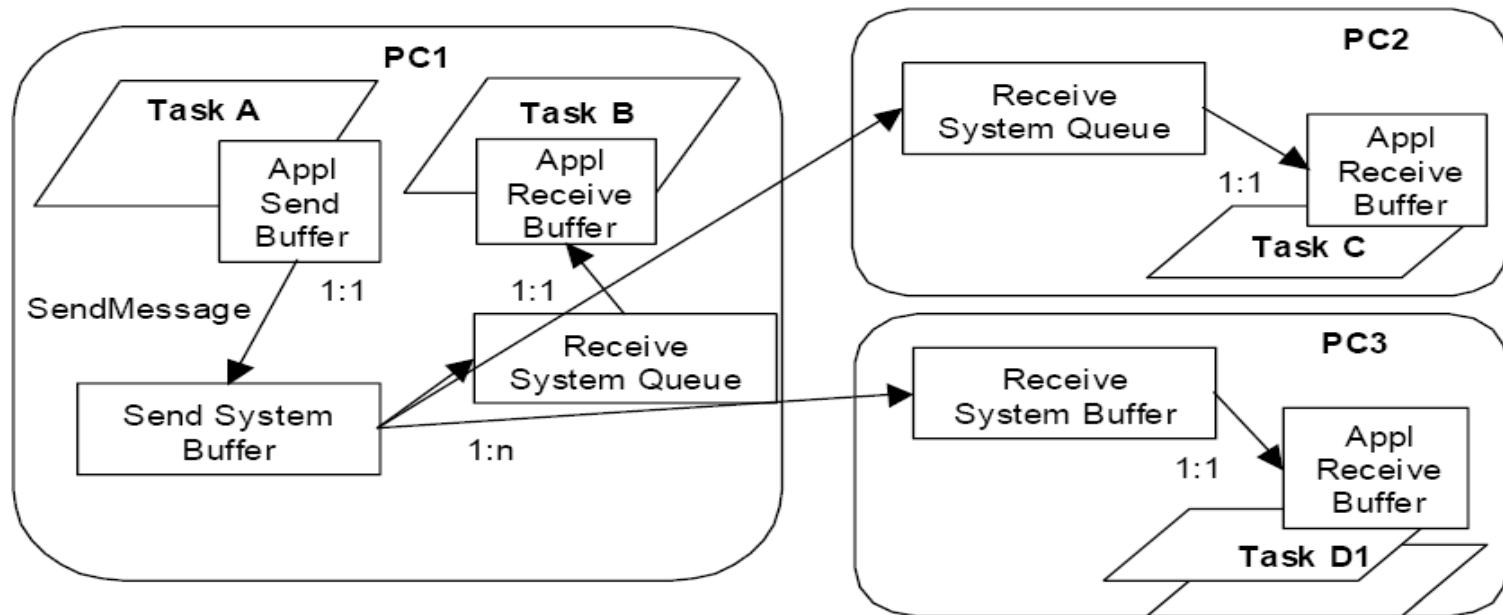 PC1
Task A
Appl
Send
Buffer
Task B
Appl
Receive
Buffer
SendMessage
1:1
1:1
Receive
System Queue
Send System
Buffer
1:n
PC2
Receive
System Queue
1:1
Appl
Receive
Buffer
Task C
PC3
Receive
System Buffer
1:1
Appl
Receive
Buffer
Task D1